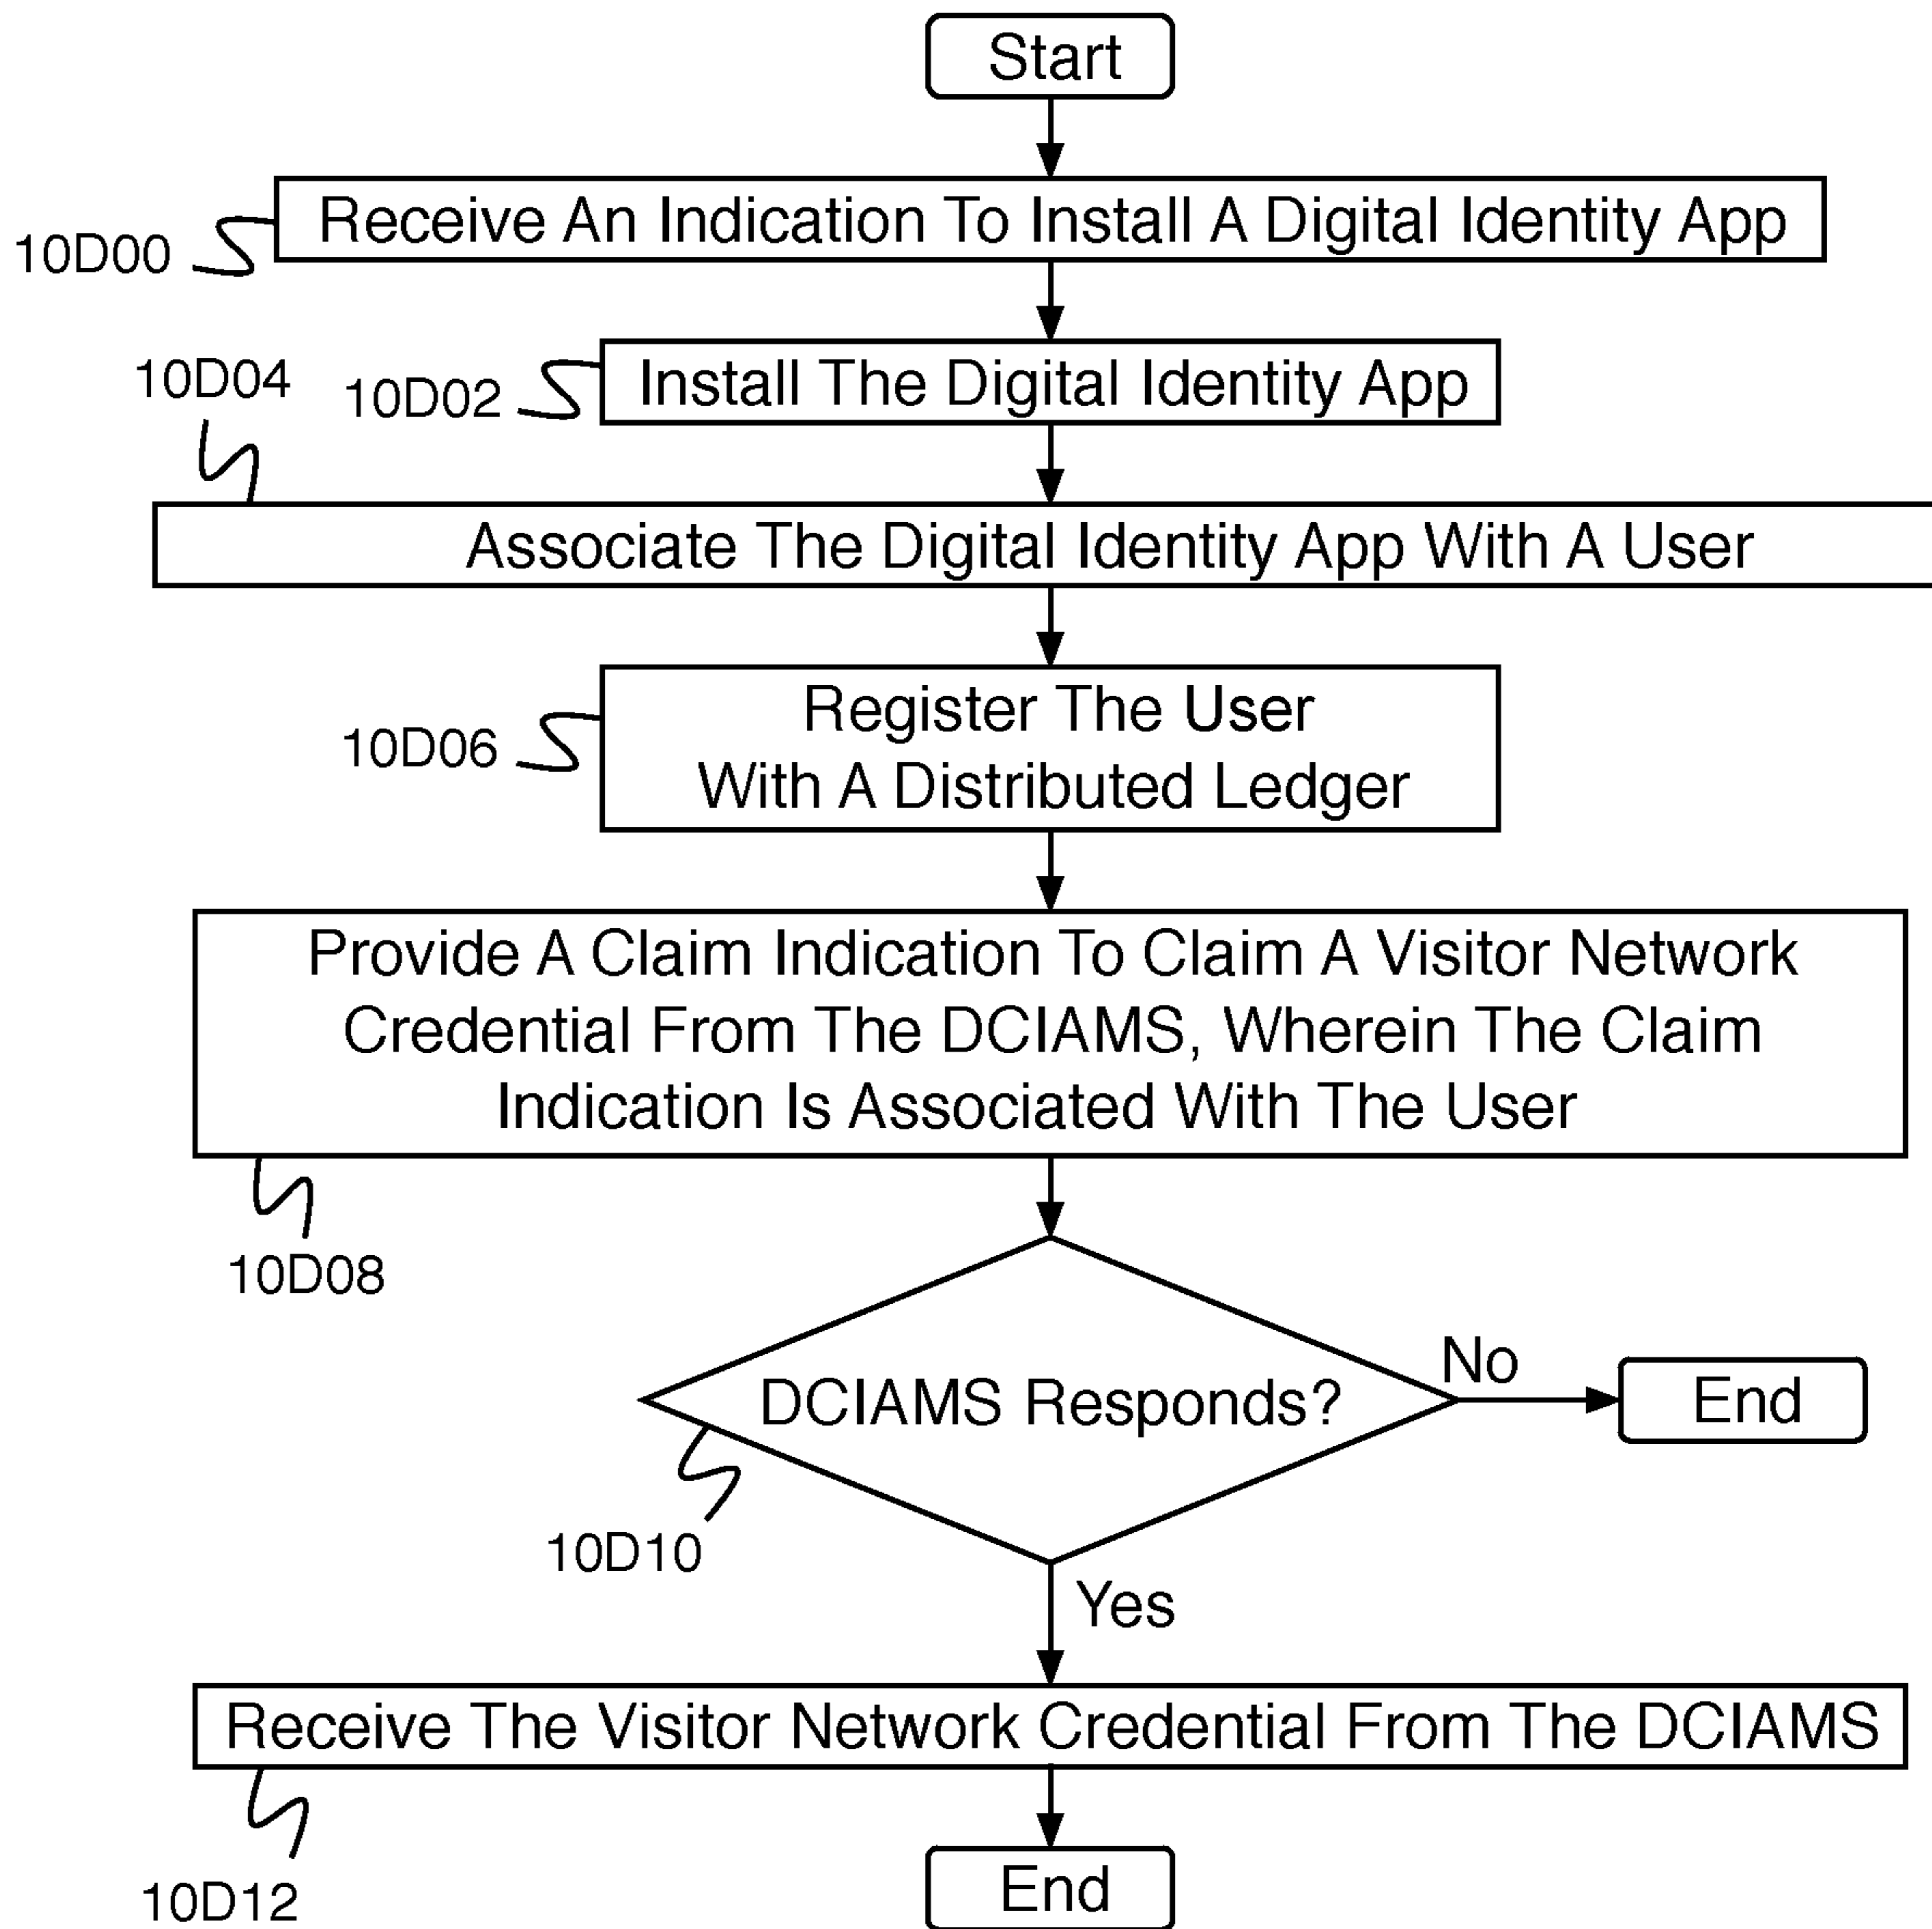 Start
Receive An Indication To Install A Digital Identity App
10D00
Install The Digital Identity App
10D04
10D02
Associate The Digital Identity App With A User
Register The User
With A Distributed Ledger
10D06
Provide A Claim Indication To Claim A Visitor Network
Credential From The DCIAMS, Wherein The Claim
Indication Is Associated With The User
10D08
DCIAMS Responds?
No
End
10D10
Yes
Receive The Visitor Network Credential From The DCIAMS
End
10D12